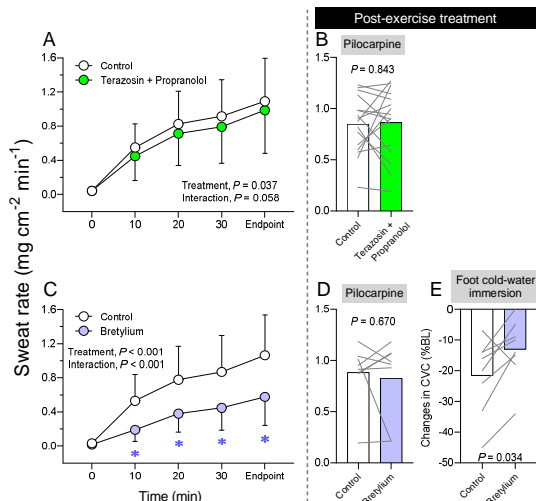 Post-exercise treatment
A
Control
Terazosin + Propranolol
1.6
1.2
0.8
0.4
0.0
Treatment, P = 0.037
Interaction, P = 0.058
0
10
20
30
Endpoint
B
Pilocarpine
P = 0.843
1.5
1.0
0.5
0.0
Control
Terazosin +
Propranolol
Sweat rate (mg cm-2 min-1)
C
Control
Bretylium
Treatment, P < 0.001
Interaction, P < 0.001
1.6
1.2
0.8
0.4
0.0
*
*
*
*
0
10
20
30
Endpoint
Time (min)
D
Pilocarpine
P = 0.670
1.5
1.0
0.5
0.0
Control
Bretylium
E
Foot cold-water
immersion
Changes in CVC (%BL)
0
-10
-20
-30
-40
-50
P = 0.034
Control
Bretylium